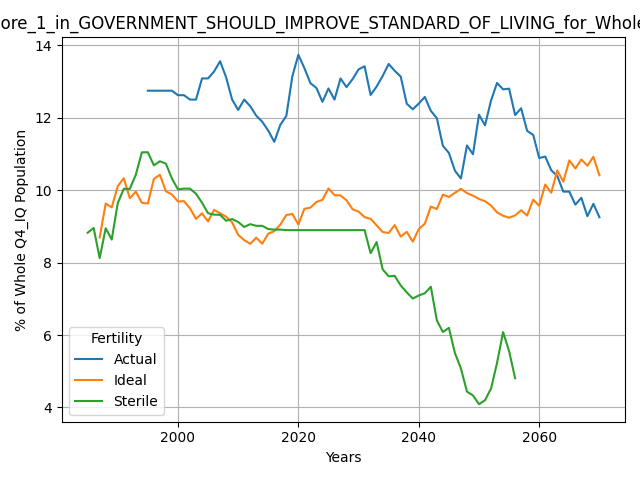 ore_1_in_GOVERNMENT_SHOULD_IMPROVE_STANDARD_OF_LIVING_for_Whole
% of Whole Q4_IQ Population
14
12
10
8
6
4
Fertility
Actual
Ideal
Sterile
2000
2020
2040
2060
Years